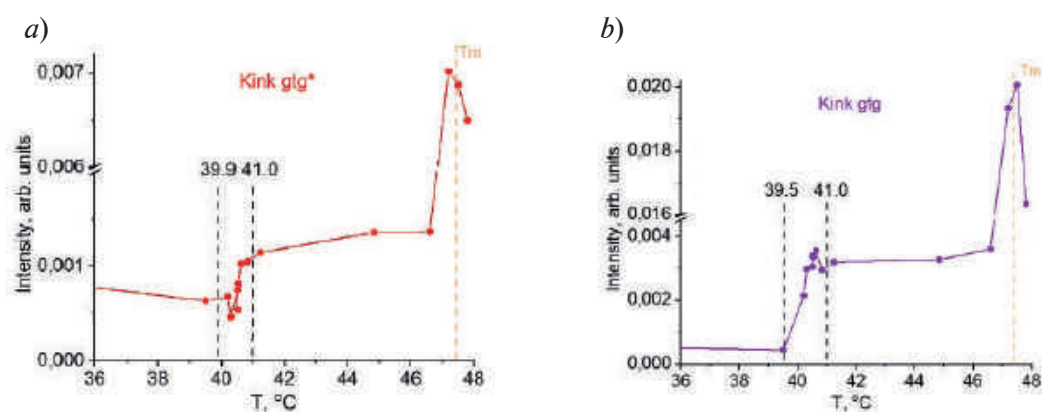 a)
0,007
0,006
0,001
0,000
Intensity, arb. units
Kink gtg*
39.9
41.0
Tm
36
38
40
42
44
46
48
T, °C
b)
0,020
0,018
0,016
0,004
0,002
0,000
Intensity, arb. units
Kink gtg
39.5
41.0
Tm
36
38
40
42
44
46
48
T, °C